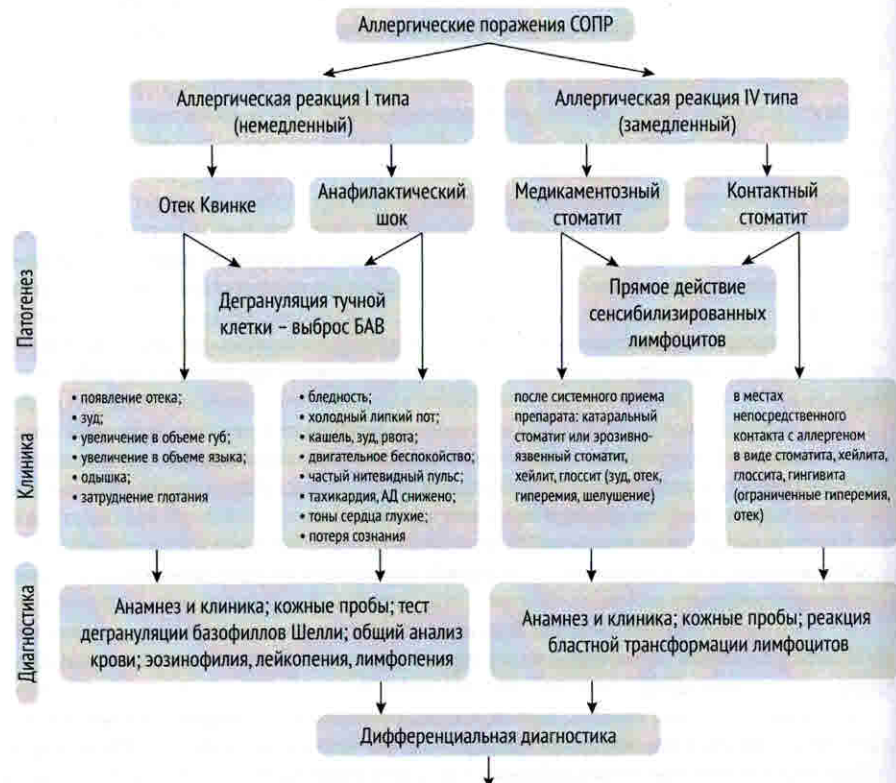 Аллергические поражения СОПР
Аллергическая реакция I типа
(немедленный)
Аллергическая реакция IV типа
(замедленный)
Отек Квинке
Анафилактический
шок
Медикаментозный
стоматит
Контактный
стоматит
Патогенез
Дегрануляция тучной
клетки – выброс БАВ
Прямое действие
сенсибилизированных
лимфоцитов
Клиника
• появление отека;
• зуд;
• увеличение в объеме губ;
• увеличение в объеме языка;
• одышка;
• затруднение глотания
• бледность;
• холодный липкий пот;
• кашель, зуд, рвота;
• двигательное беспокойство;
• частый нитевидный пульс;
• тахикардия, АД снижено;
• тоны сердца глухие;
• потеря сознания
после системного приема
препарата: катаральный
стоматит или эрозивно-
язвенный стоматит,
хейлит, глоссит (зуд, отек,
гиперемия, шелушение)
в местах
непосредственного
контакта с аллергеном
в виде стоматита, хейлита,
глоссита, гингивита
(ограниченные гиперемия,
отек)
Диагностика
Анамнез и клиника; кожные пробы; тест
дегрануляции базофиллов Шелли; общий анализ
крови; эозинофилия, лейкопения, лимфопения
Анамнез и клиника; кожные пробы; реакция
бластной трансформации лимфоцитов
Дифференциальная диагностика